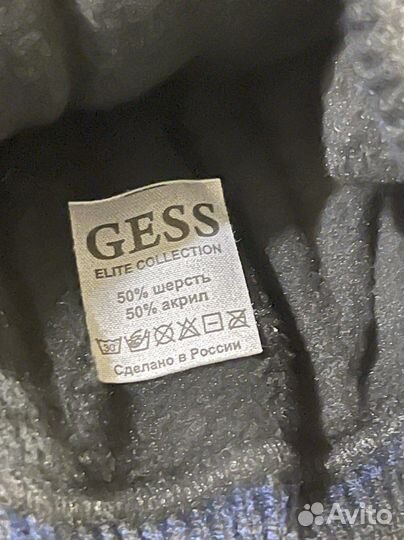 GESS
ELITE COLLECTION
50% шерсть
50% акрил
30
Сделано в России
Avito